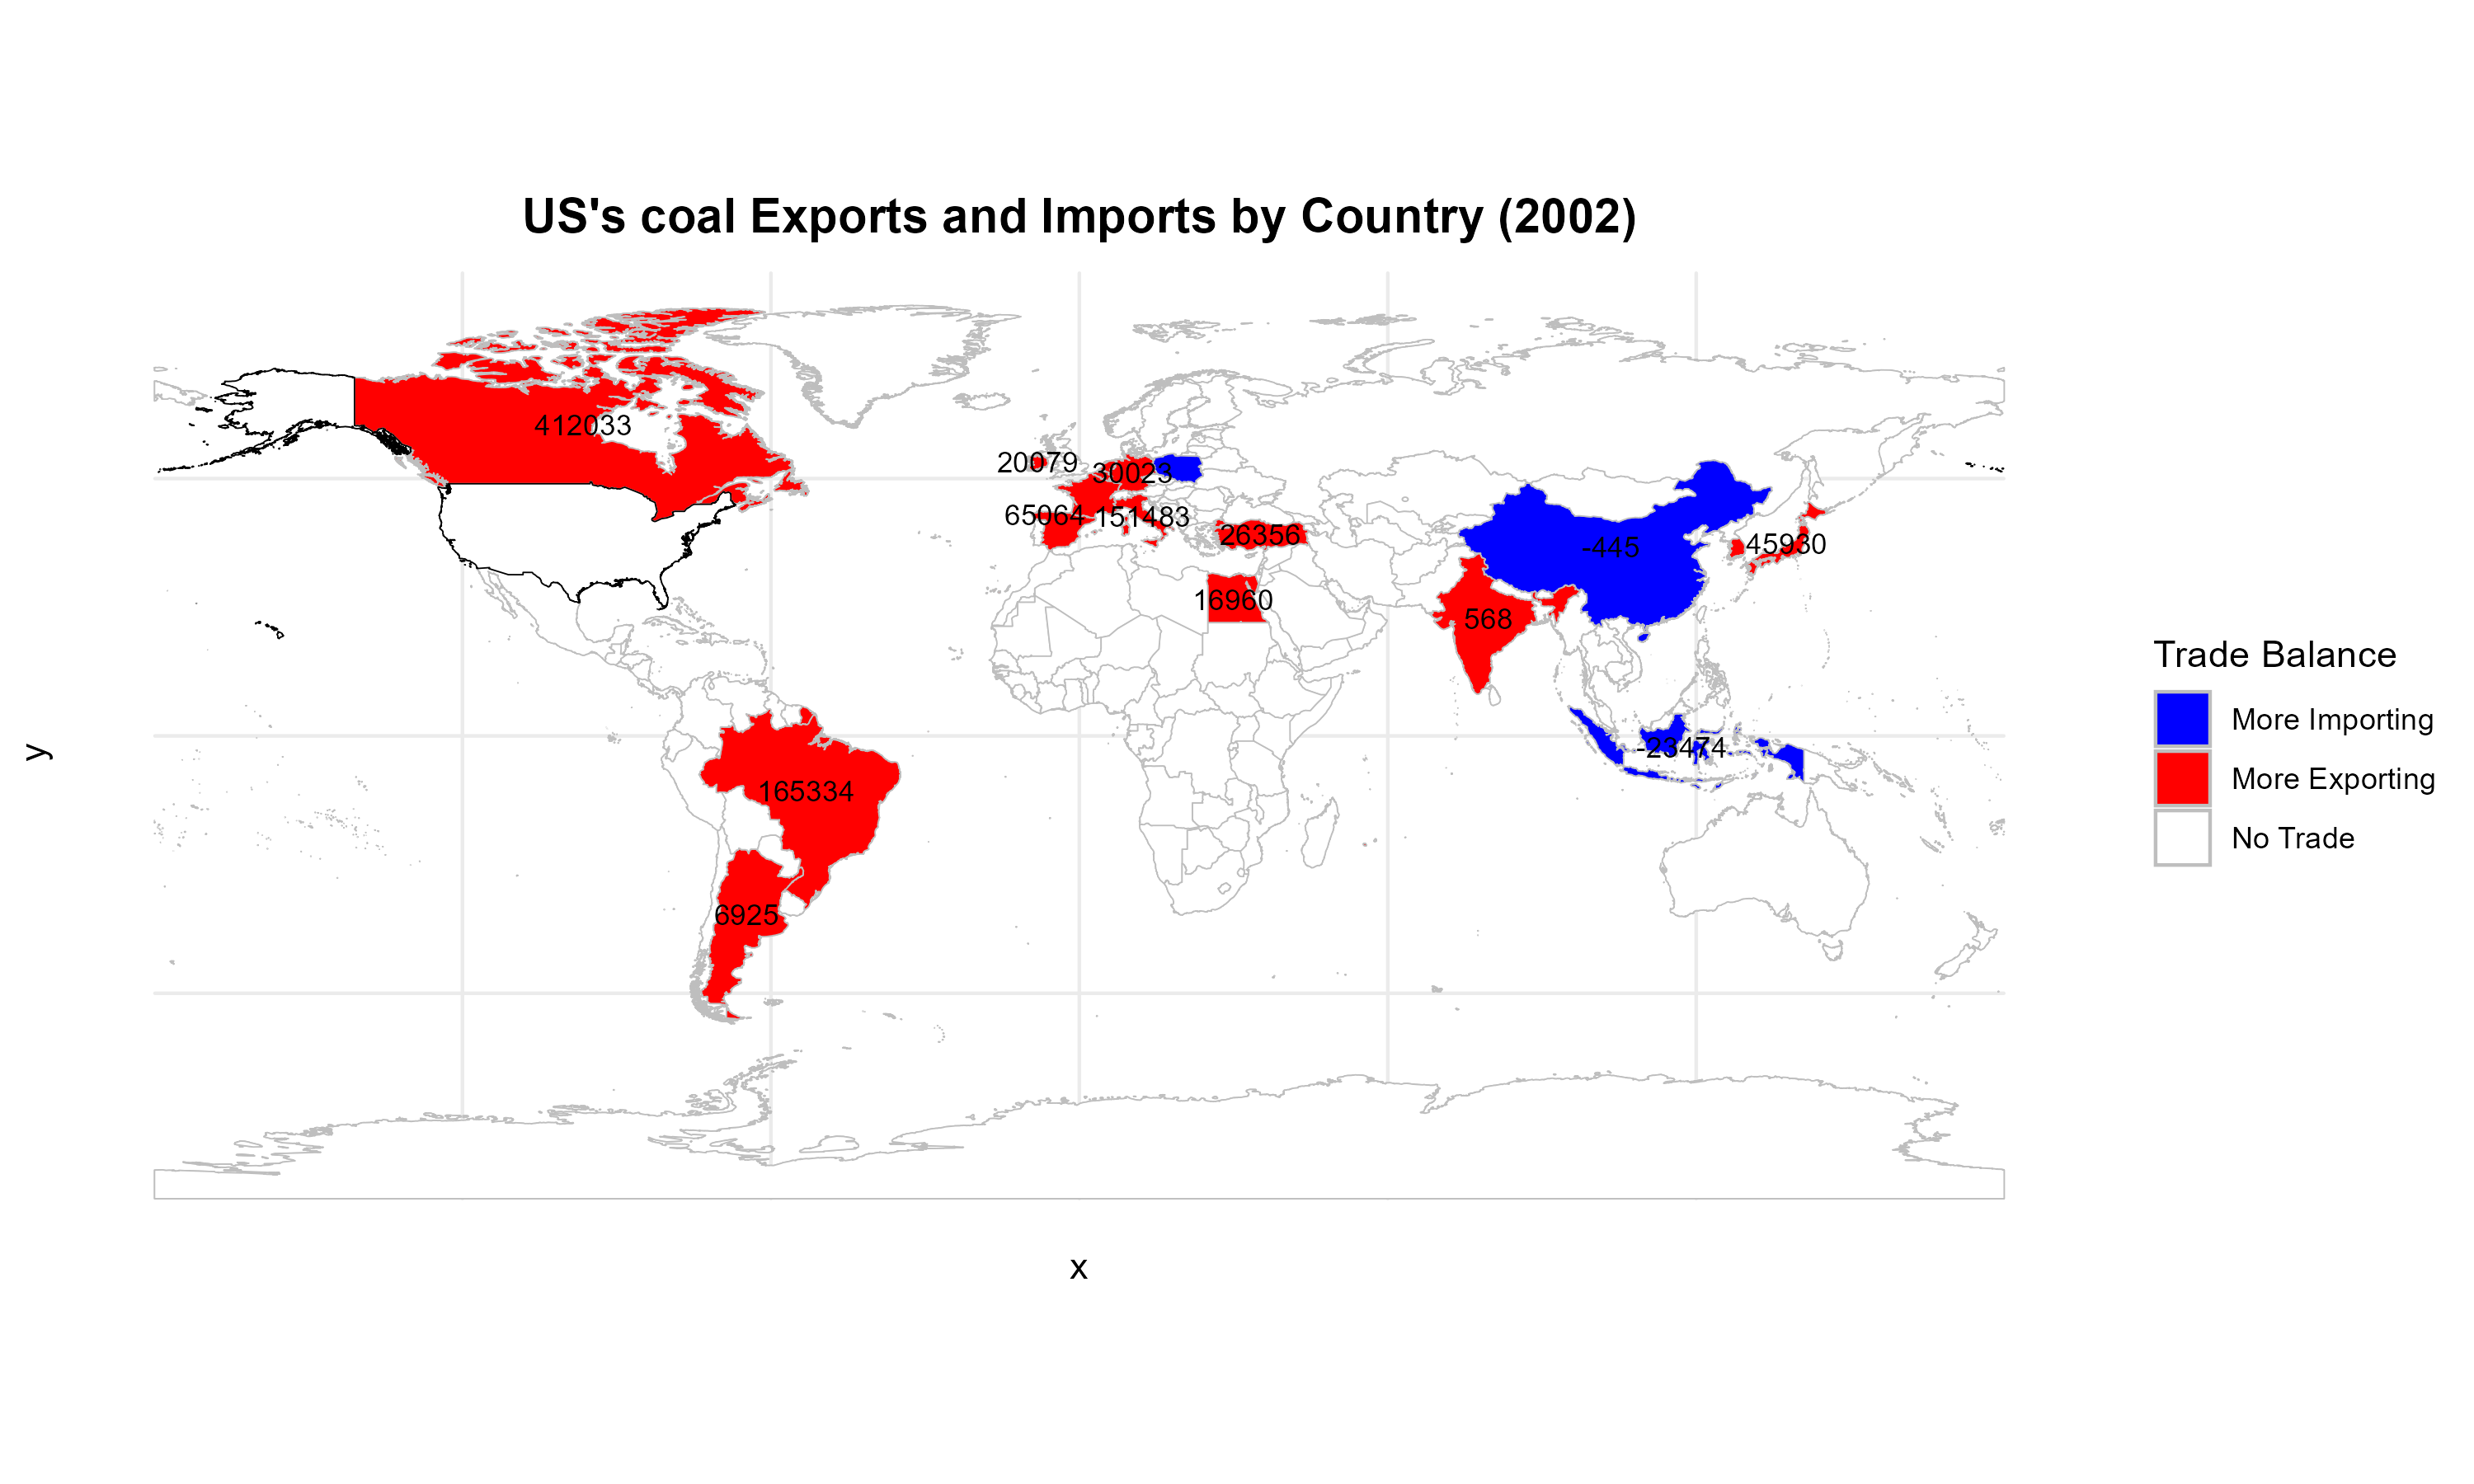 US's coal Exports and Imports by Country (2002)
412033
20079
30023
65064
151483
26356
-445
45930
16960
568
-23474
165334
6925
Trade Balance
More Importing
More Exporting
No Trade
y
x